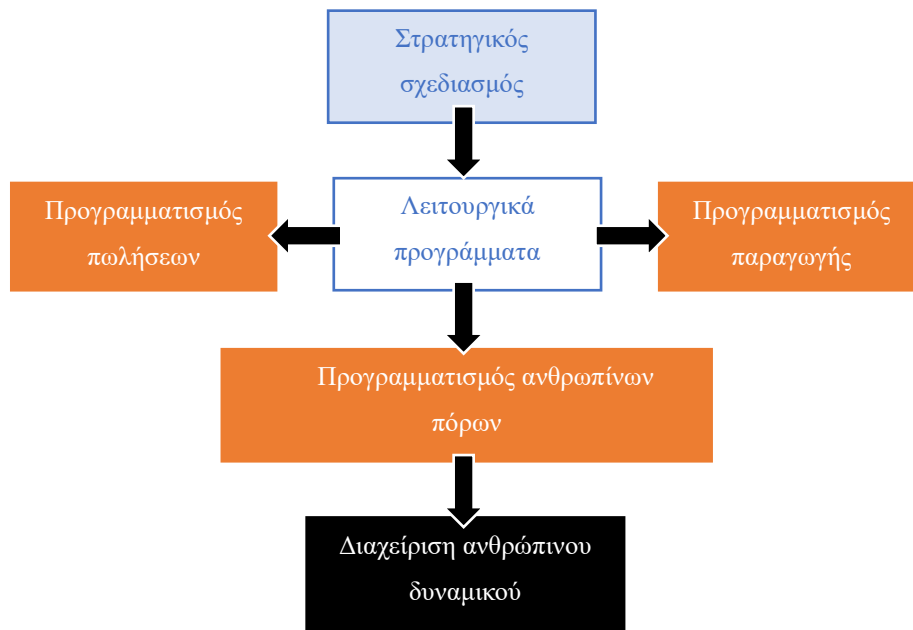 Στρατηγικός
σχεδιασμός
Προγραμματισμός
πωλήσεων
Λειτουργικά
προγράμματα
Προγραμματισμός
παραγωγής
Προγραμματισμός ανθρωπίνων
πόρων
Διαχείριση ανθρώπινου
δυναμικού